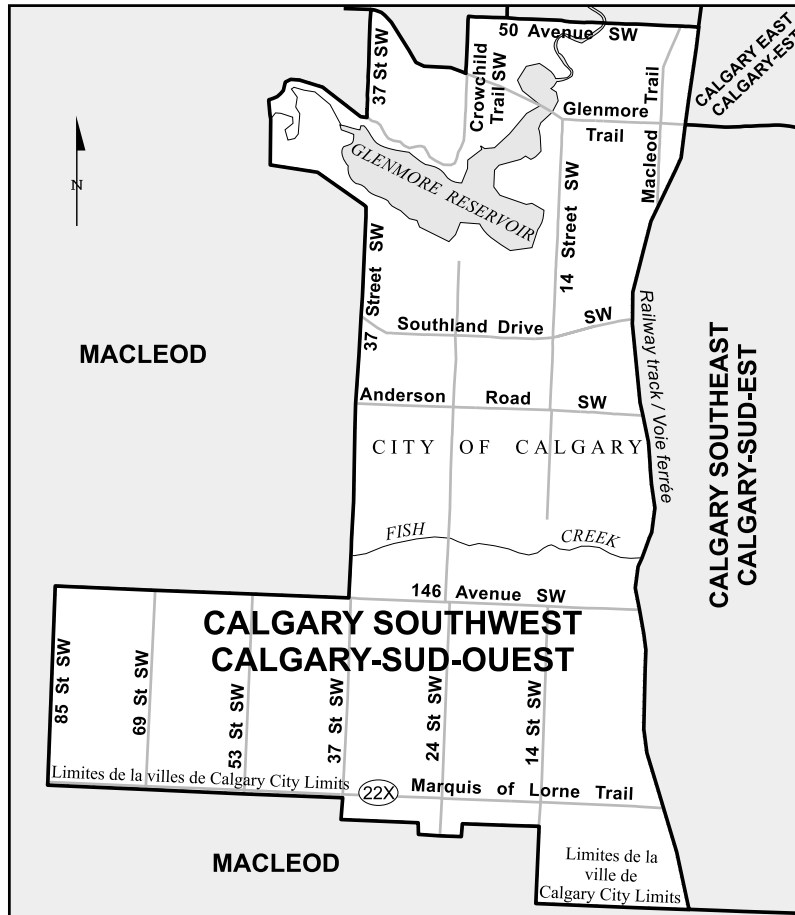 50 Avenue SW
37 St SW
Crowchild
Trail SW
CALGARY EAST
CALGARY-EST
Glenmore
Trail
Macleod Trail
N
GLENMORE RESERVOIR
14 Street SW
37 Street SW
Southland Drive SW
MACLEOD
Railway track / Voie ferrée
CALGARY SOUTHEAST
CALGARY-SUD-EST
Anderson Road SW
CITY OF CALGARY
FISH CREEK
146 Avenue SW
CALGARY SOUTHWEST
CALGARY-SUD-OUEST
85 St SW
69 St SW
53 St SW
37 St SW
24 St SW
14 St SW
Limites de la villes de Calgary City Limits
22X
Marquis of Lorne Trail
MACLEOD
Limites de la
ville de
Calgary City Limits